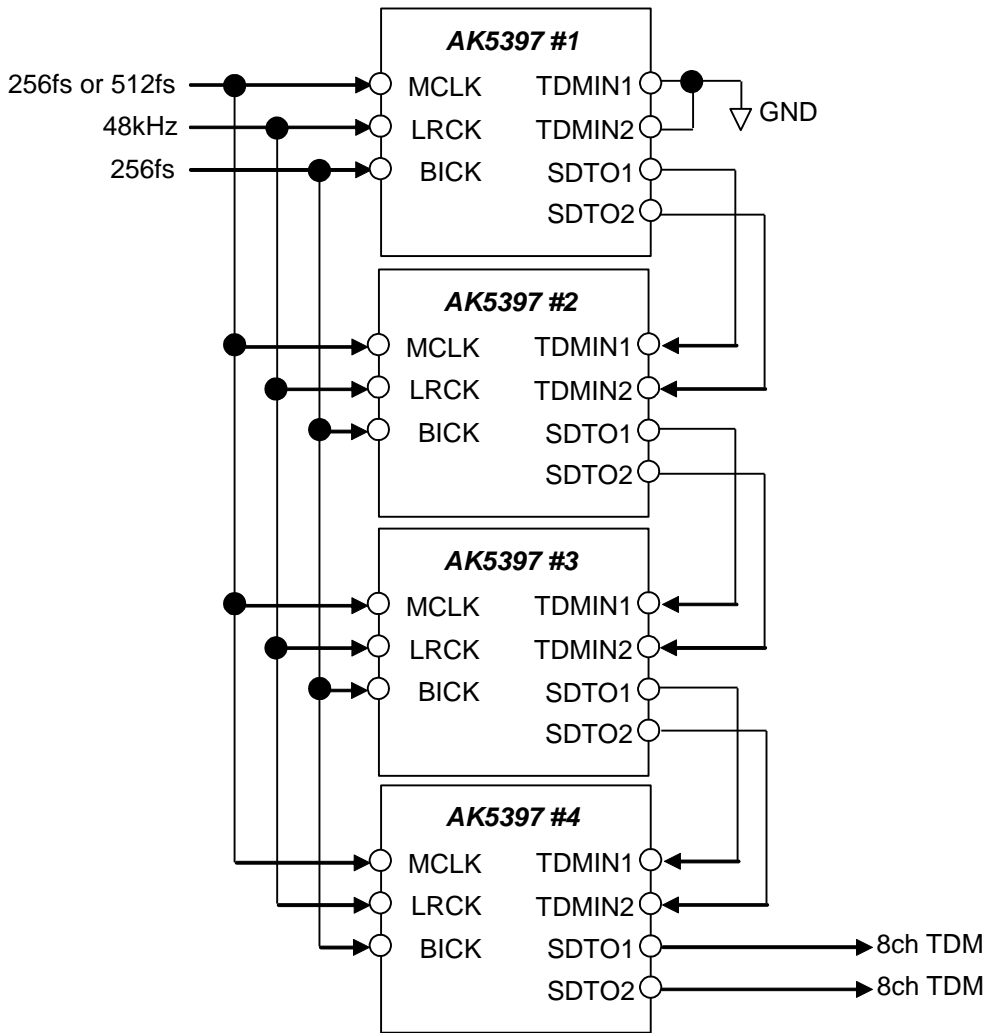 AK5397 #1
256fs or 512fs
MCLK
TDMIN1
GND
48kHz
LRCK
TDMIN2
256fs
BICK
SDTO1
SDTO2
AK5397 #2
MCLK
TDMIN1
LRCK
TDMIN2
BICK
SDTO1
SDTO2
AK5397 #3
MCLK
TDMIN1
LRCK
TDMIN2
BICK
SDTO1
SDTO2
AK5397 #4
MCLK
TDMIN1
LRCK
TDMIN2
BICK
SDTO1
8ch TDM
SDTO2
8ch TDM